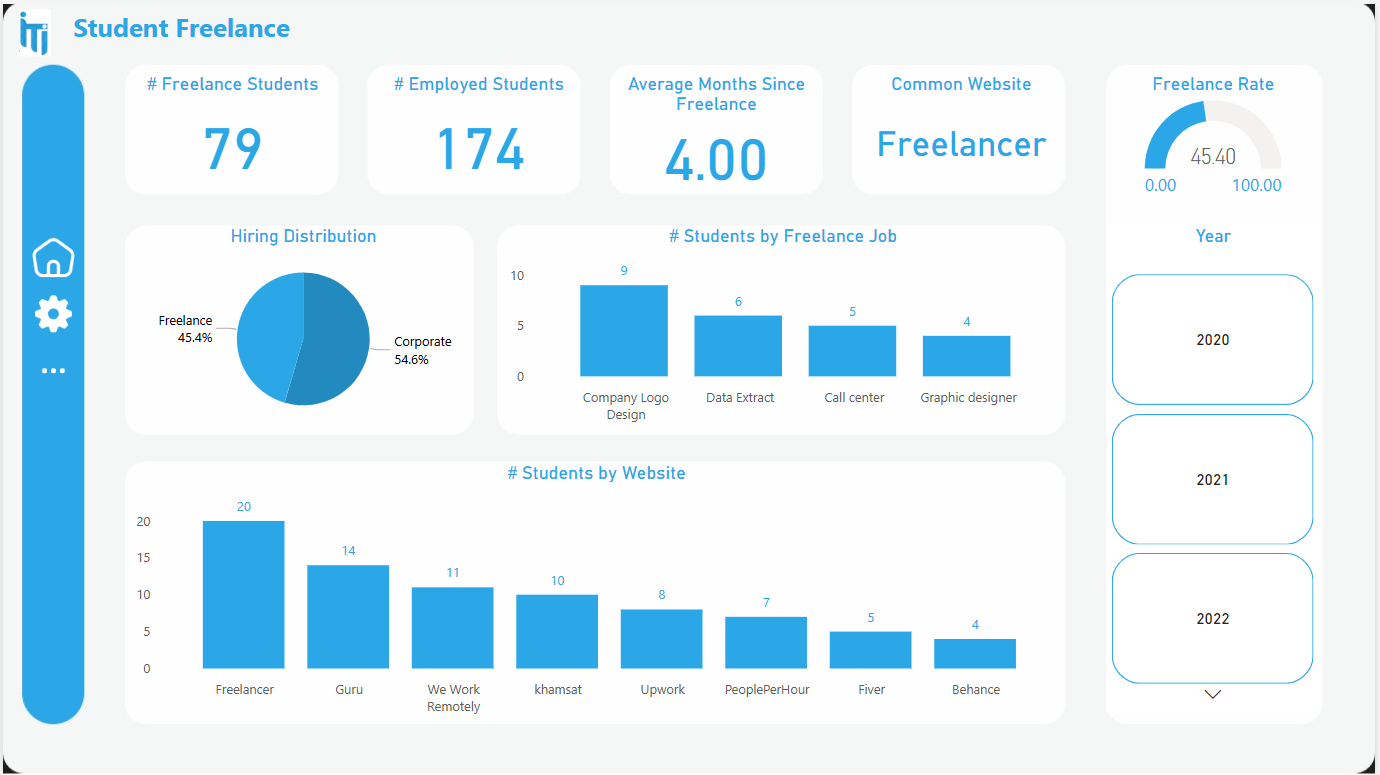 iTi
Student Freelance
# Freelance Students
79
# Employed Students
174
Average Months Since
Freelance
4.00
Common Website
Freelancer
Freelance Rate
45.40
0.00
100.00
Hiring Distribution
Freelance
45.4%
Corporate
54.6%
# Students by Freelance Job
10
5
0
9
6
5
4
Company Logo
Design
Data Extract
Call center
Graphic designer
Year
2020
2021
2022
# Students by Website
20
15
10
5
0
20
14
11
10
8
7
5
4
Freelancer
Guru
We Work
Remotely
khamsat
Upwork
PeoplePerHour
Fiver
Behance